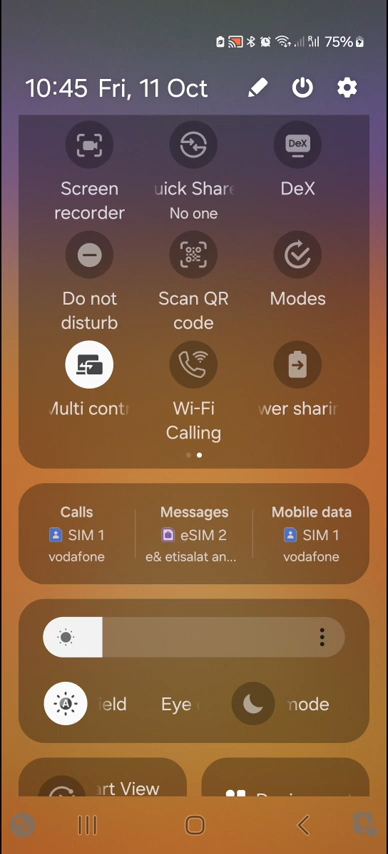 75%
10:45 Fri, 11 Oct
Screen recorder
uick Share
No one
DeX
DeX
Do not disturb
Scan QR code
Modes
Multi contr
Wi-Fi Calling
wer sharin
Calls
SIM 1
vodafone
Messages
eSIM 2
e& etisalat an...
Mobile data
SIM 1
vodafone
A
ield
Eye
mode
art View